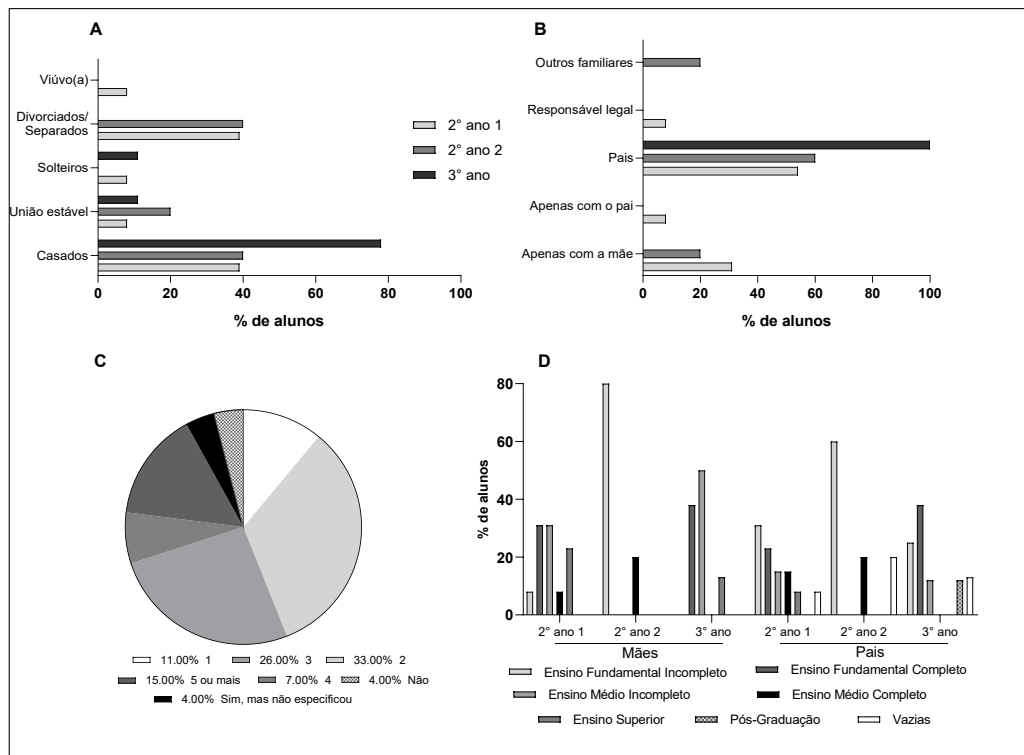 A
Viúvo(a)
Divorciados/
Separados
Solteiros
União estável
Casados
0 20 40 60 80 100
% de alunos
2° ano 1
2° ano 2
3° ano
B
Outros familiares
Responsável legal
Pais
Apenas com o pai
Apenas com a mãe
0 20 40 60 80 100
% de alunos
C
11.00% 1 26.00% 3 33.00% 2
15.00% 5 ou mais 7.00% 4 4.00% Não
4.00% Sim, mas não especificou
D
% de alunos
80
60
40
20
0
2° ano 1 2° ano 2 3° ano 2° ano 1 2° ano 2 3° ano
Mães Pais
Ensino Fundamental Incompleto Ensino Fundamental Completo
Ensino Médio Incompleto Ensino Médio Completo
Ensino Superior Pós-Graduação Vazias